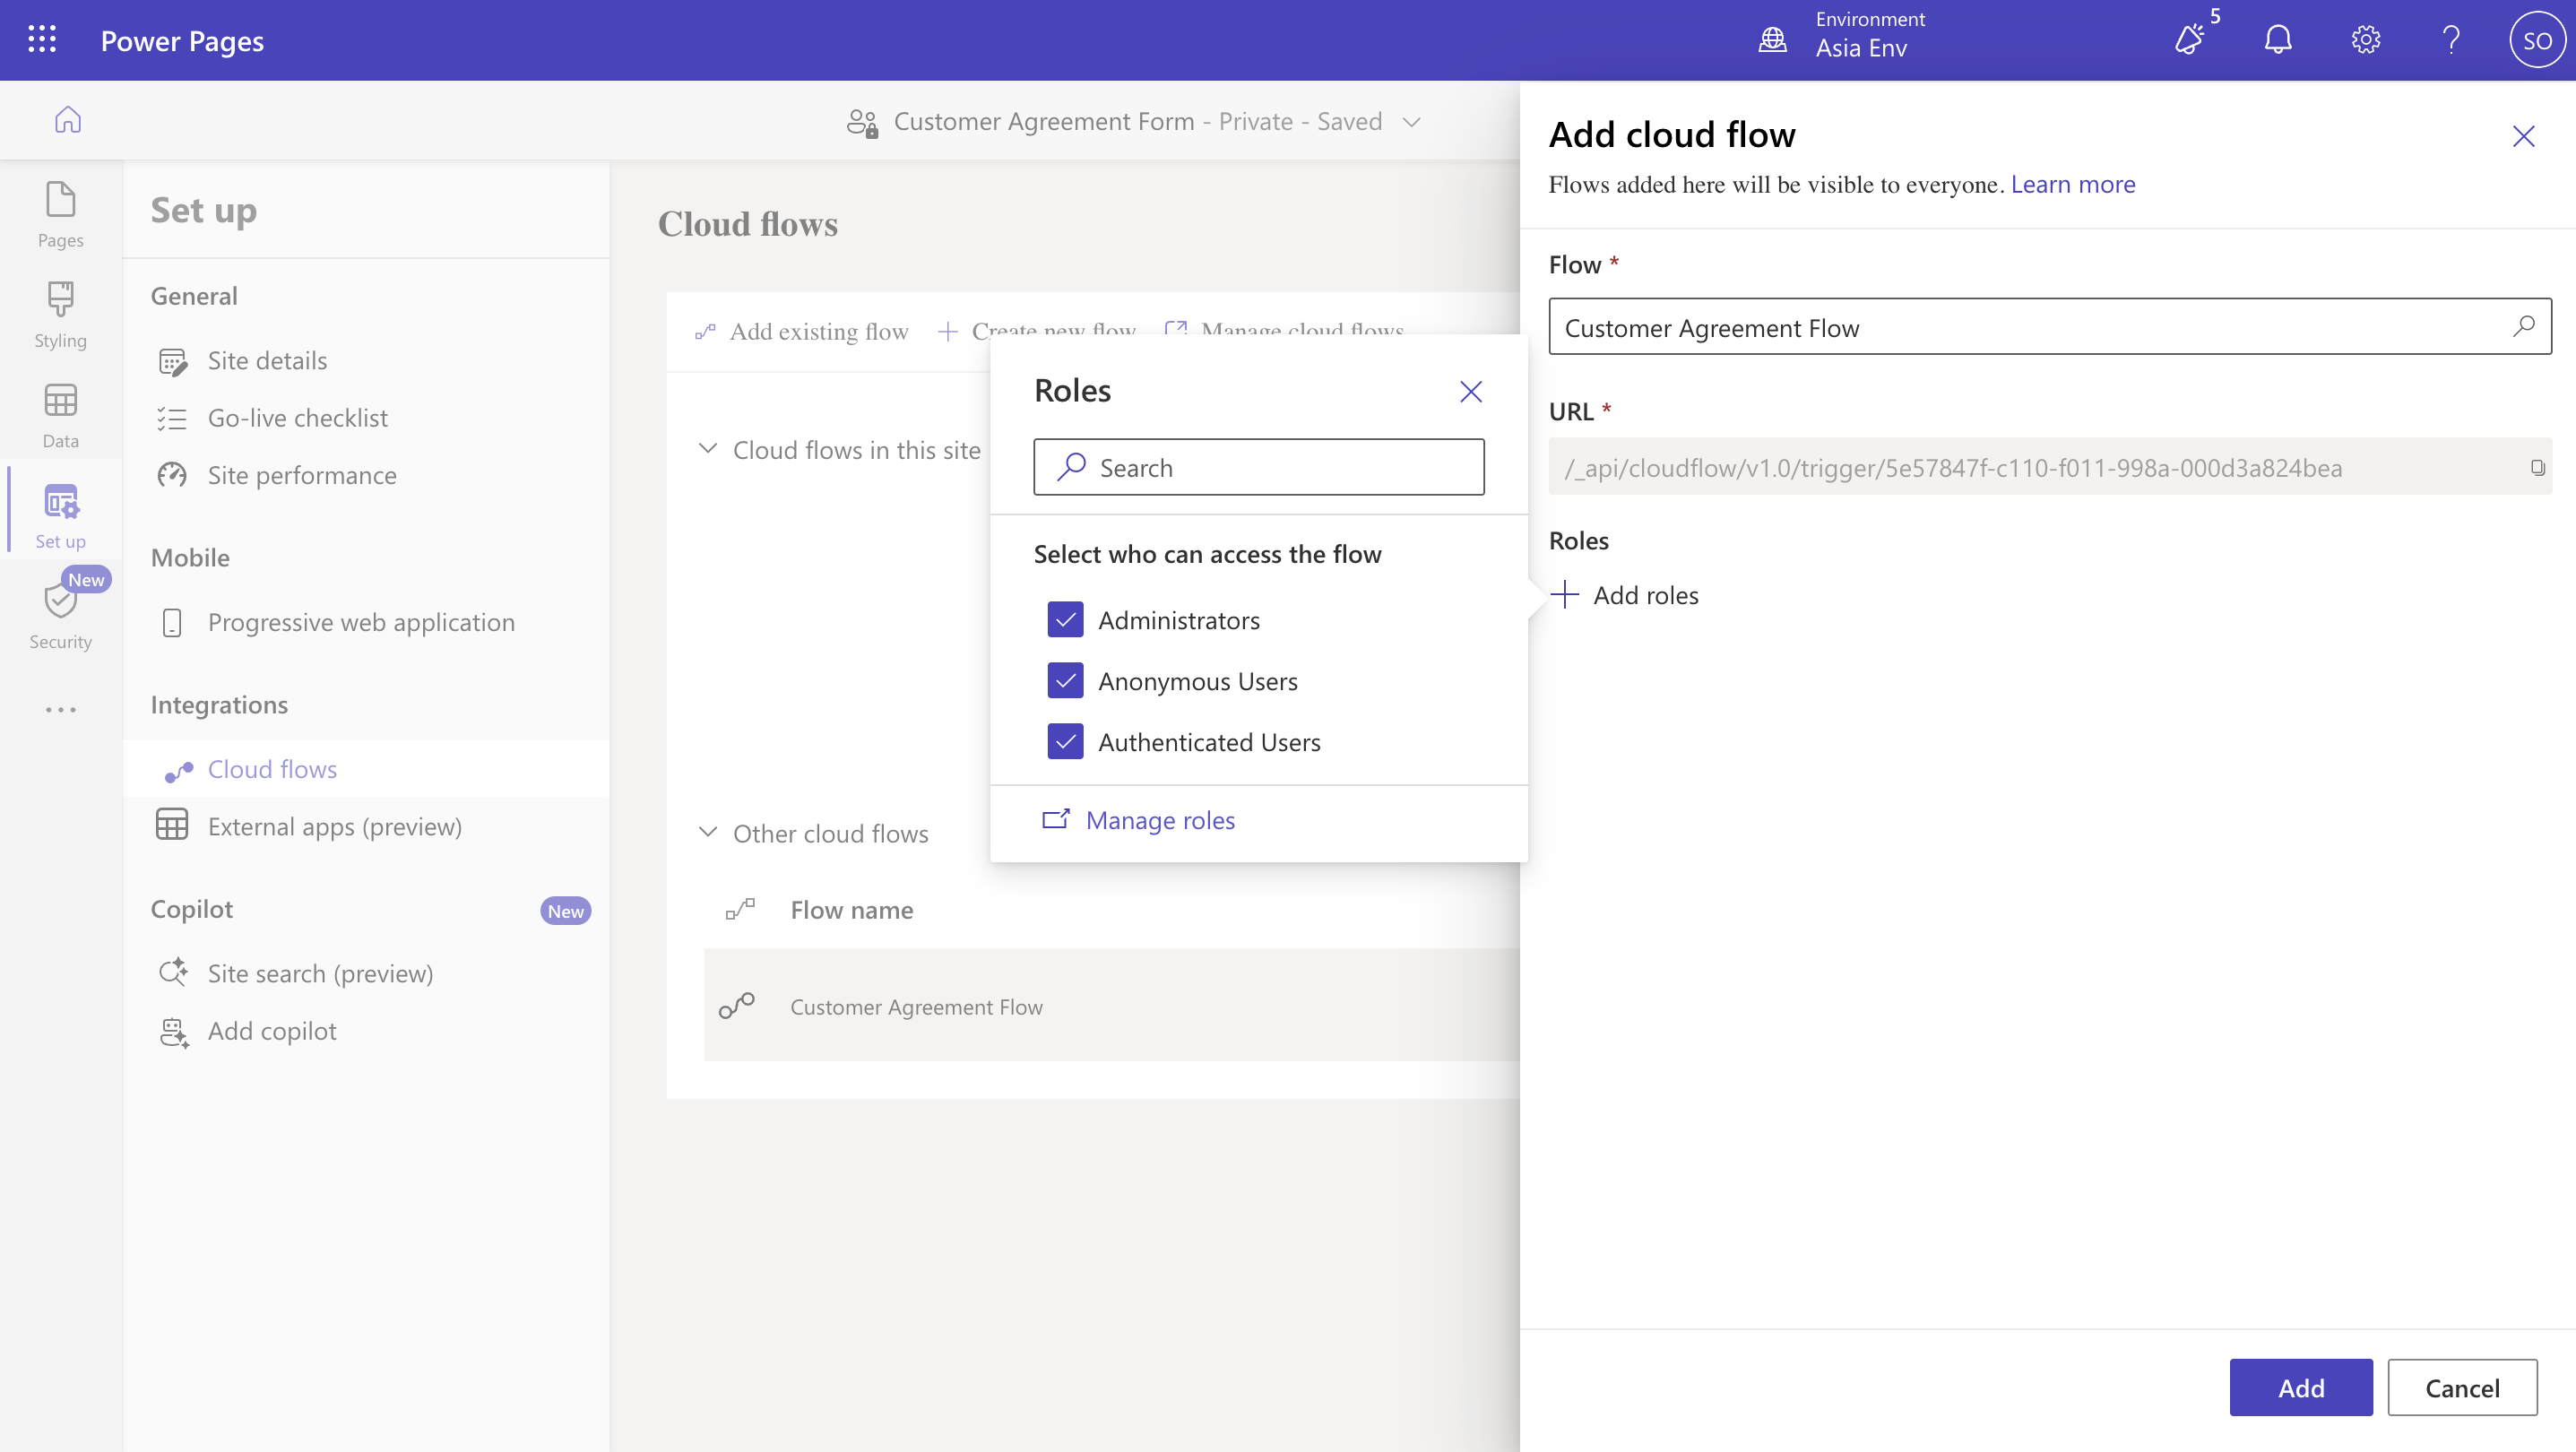 Power Pages
Environment
Asia Env
5
SO
Customer Agreement Form - Private - Saved
Pages
Styling
Data
Set up
New
Security
Set up
General
Site details
Go-live checklist
Site performance
Mobile
Progressive web application
Integrations
Cloud flows
External apps (preview)
Copilot
New
Site search (preview)
Add copilot
Cloud flows
Add existing flow
Create new flow
Manage cloud flows
Cloud flows in this site
Other cloud flows
Flow name
Customer Agreement Flow
Roles
Search
Select who can access the flow
Administrators
Anonymous Users
Authenticated Users
Manage roles
Add cloud flow
Flows added here will be visible to everyone. Learn more
Flow *
Customer Agreement Flow
URL *
/_api/cloudflow/v1.0/trigger/5e57847f-c110-f011-998a-000d3a824bea
Roles
Add roles
Add
Cancel